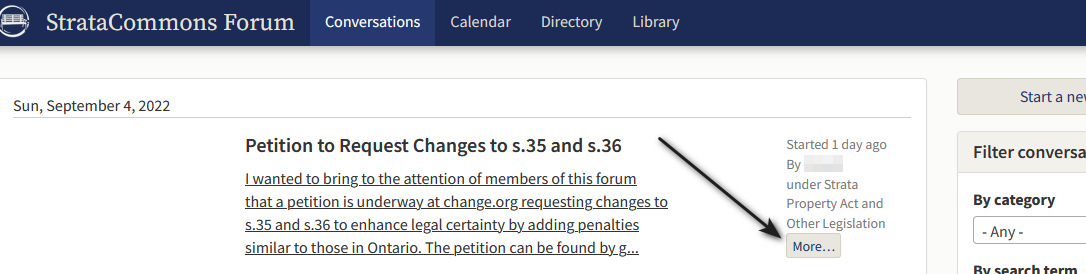 StrataCommons Forum
Conversations
Calendar
Directory
Library
Sun, September 4, 2022
Petition to Request Changes to s.35 and s.36
I wanted to bring to the attention of members of this forum
that a petition is underway at change.org requesting changes to
s.35 and s.36 to enhance legal certainty by adding penalties
similar to those in Ontario. The petition can be found by g...
Started 1 day ago
By
under Strata
Property Act and
Other Legislation
More…
Start a ne
Filter conversa
By category
- Any -
By search term